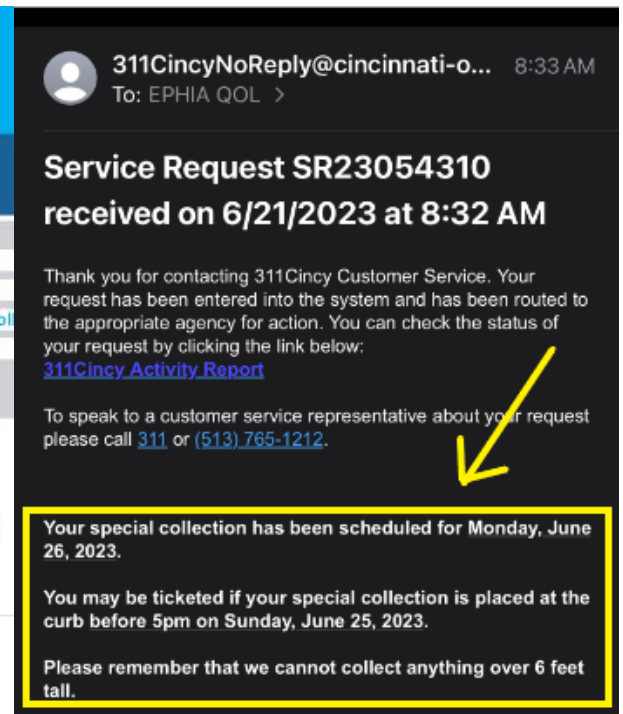 311CincyNoReply@cincinnati-o... 8:33 AM
To: EPHIA QOL >
Service Request SR23054310
received on 6/21/2023 at 8:32 AM
Thank you for contacting 311Cincy Customer Service. Your
request has been entered into the system and has been routed to
the appropriate agency for action. You can check the status of
your request by clicking the link below:
311Cincy Activity Report
To speak to a customer service representative about your request
please call 311 or (513) 765-1212.
Your special collection has been scheduled for Monday, June
26, 2023.
You may be ticketed if your special collection is placed at the
curb before 5pm on Sunday, June 25, 2023.
Please remember that we cannot collect anything over 6 feet
tall.